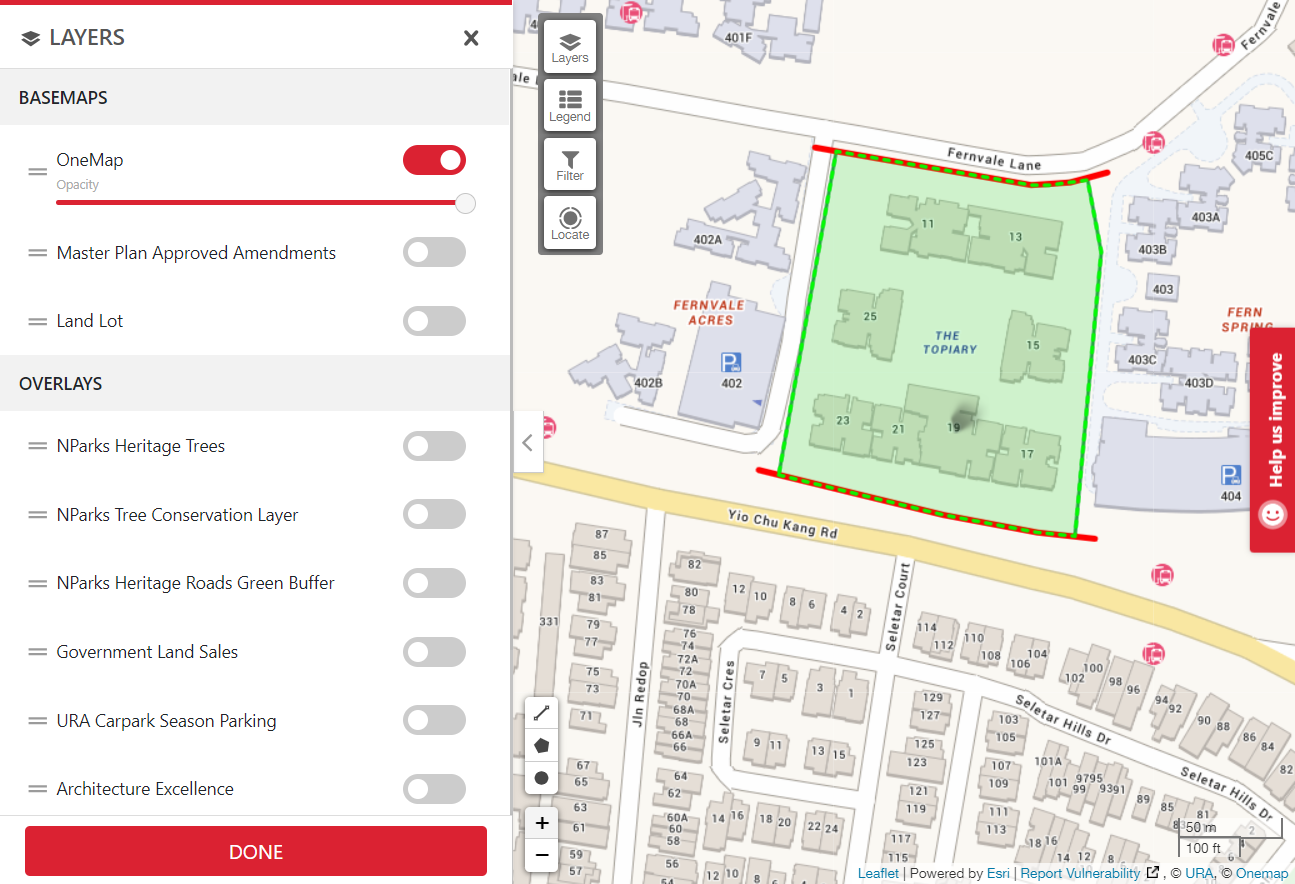 LAYERS
BASEMAPS
OneMap
Opacity
Master Plan Approved Amendments
Land Lot
OVERLAYS
NParks Heritage Trees
NParks Tree Conservation Layer
NParks Heritage Roads Green Buffer
Government Land Sales
URA Carpark Season Parking
Architecture Excellence
DONE
Layers
Legend
Filter
Locate
401F
Fernvale
Fernvale Lane
405C
403A
403B
403
403C
403D
404
402A
FERNVALE
ACRES
402
402B
11
13
25
THE
TOPIARY
15
23
21
19
17
FERN
SPRING
Help us improve
Yio Chu Kang Rd
Jln Redop
Seletar Cres
Seletar Court
Seletar Hills Dr
Seletar Hills Dr
87
85
83
81
331
79
77
75
73
71
67
65
63
61
59
57
82
80
78
76
74
72A
72
70A
70
68A
68
66A
66
64
62
60A
60
58
56
12
10
8
6
4
2
7
5
3
1
9
11
13
15
14
16
18
20
22
24
12
10
8
114
112
110
108
104
106
100
102
98
96
94
92
90
88
86
84
82
129
127
125
123
121
119
117
115
103
105
107
109
111
113
101A
101
9795
99
9391
89
85
81
18 16
14
12
8
6
2
+
−
50 m
100 ft
Leaflet | Powered by Esri | Report Vulnerability , © URA, © Onemap